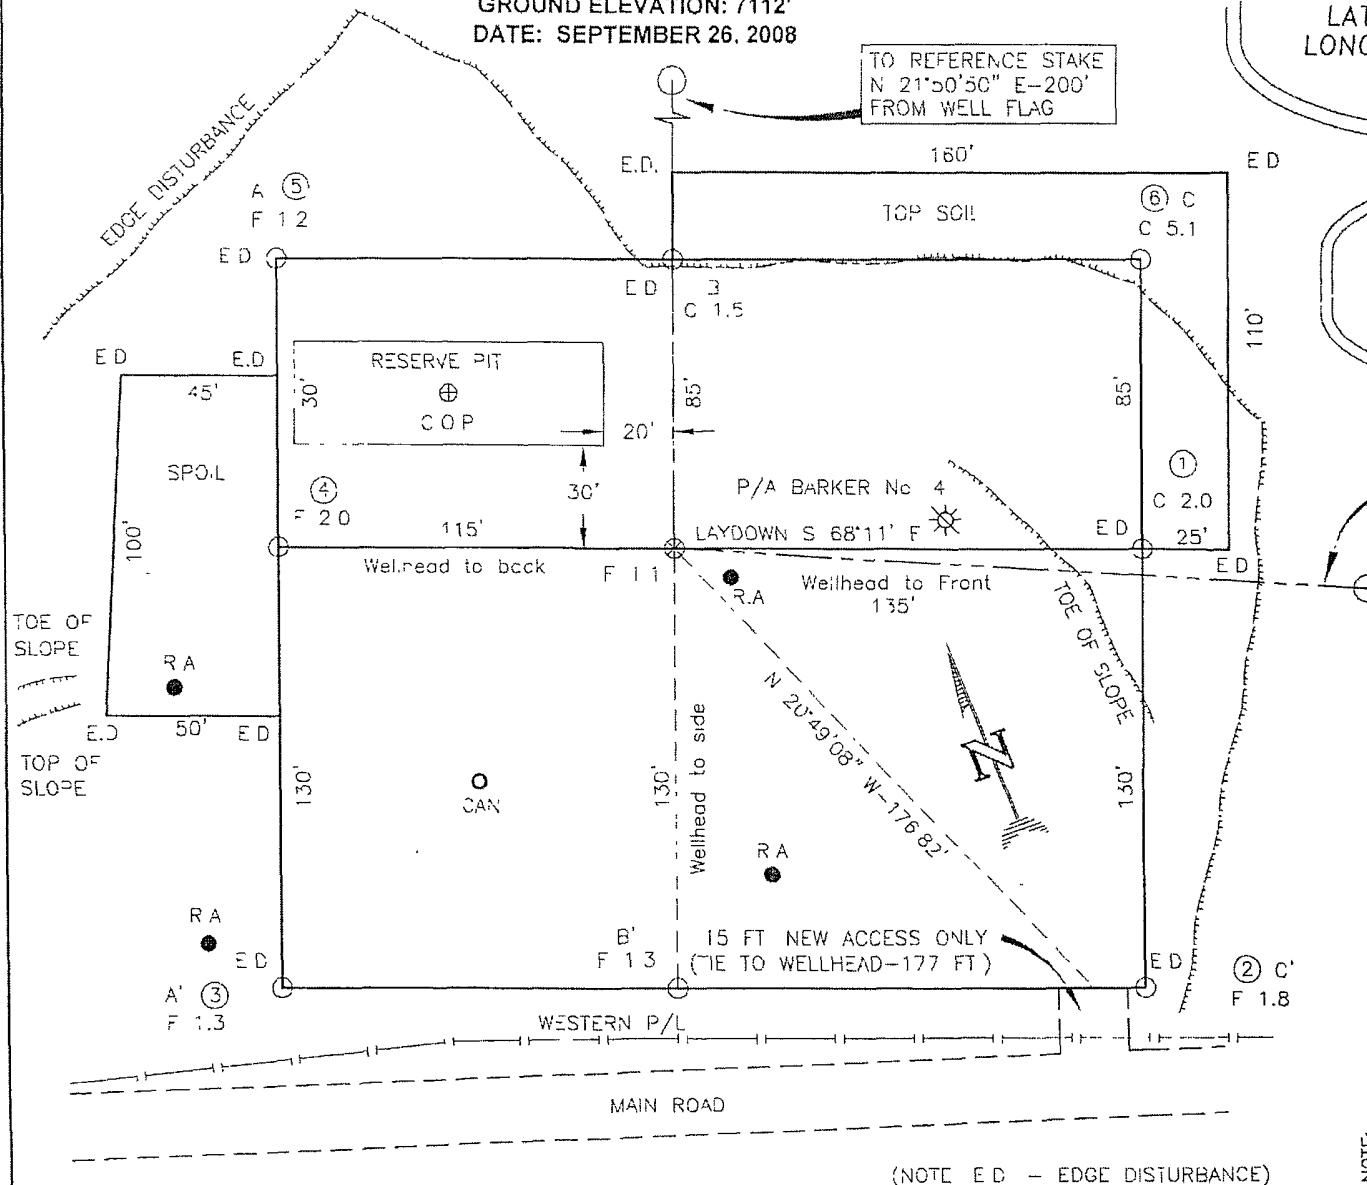 GROUND ELEVATION: 7112'
DATE: SEPTEMBER 26, 2008
LAT
LONG
TO REFERENCE STAKE
N 21°50'50" E-200'
FROM WELL FLAG
EDGE DISTURBANCE
E.D.
160'
E D
A ⑤
F 1 2
TOP SOIL
⑥ C
C 5.1
E D
E D
B
C 1.5
110'
E D
E.D
RESERVE PIT
C O P
45'
30'
85'
85'
20'
SPOIL
④
F 2 0
115'
30'
P/A BARKER No 4
①
C 2.0
E D
25'
LAYDOWN S 68°11' E
100'
Wellhead to back
F 1 1
R.A
Wellhead to Front
135'
E D
TOE OF
SLOPE
TOE OF SLOPE
R A
N 20°49'08" W-176 82'
N
E.D
50'
E D
TOP OF
SLOPE
130'
CAN
130'
Wellhead to side
130'
R A
R A
E D
B'
F 1 3
15 FT NEW ACCESS ONLY
(TIE TO WELLHEAD-177 FT )
E D
② C'
F 1.8
A' ③
F 1.3
WESTERN P/L
MAIN ROAD
(NOTE E D - EDGE DISTURBANCE)
NOTE: